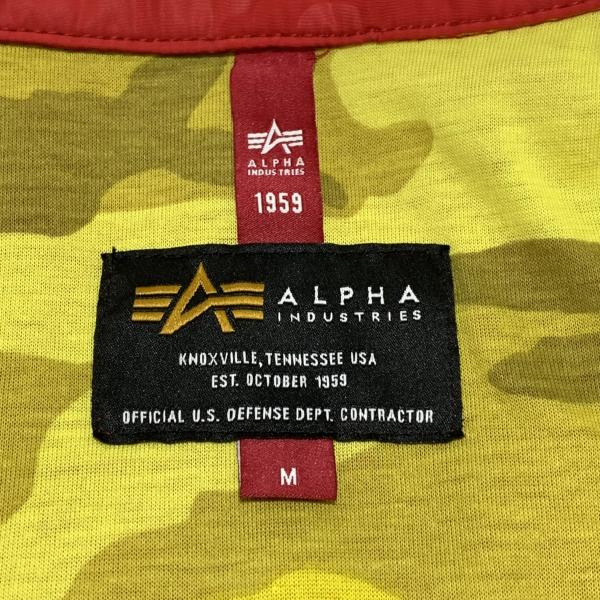 ALPHA
INDUSTRIES
1959
ALPHA
INDUSTRIES
KNOXVILLE, TENNESSEE USA
EST. OCTOBER 1959
OFFICIAL U.S. DEFENSE DEPT. CONTRACTOR
M